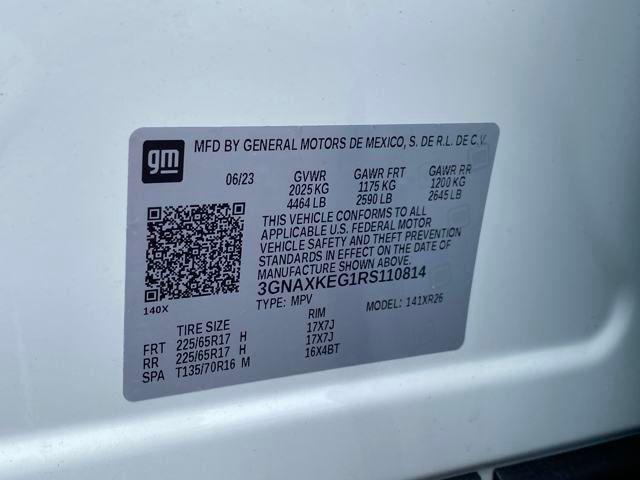 gm
MFD BY GENERAL MOTORS DE MEXICO, S. DE R.L. DE C.V.
06/23 GVWR GAWR FRT GAWR RR
2025 KG 1175 KG 1200 KG
4464 LB 2590 LB 2645 LB
THIS VEHICLE CONFORMS TO ALL
APPLICABLE U.S. FEDERAL MOTOR
VEHICLE SAFETY AND THEFT PREVENTION
STANDARDS IN EFFECT ON THE DATE OF
MANUFACTURE SHOWN ABOVE.
3GNAXKEG1RS110814
140X TYPE: MPV MODEL: 141XR26
TIRE SIZE RIM
FRT 225/65R17 H 17X7J
RR 225/65R17 H 17X7J
SPA T135/70R16 M 16X4BT